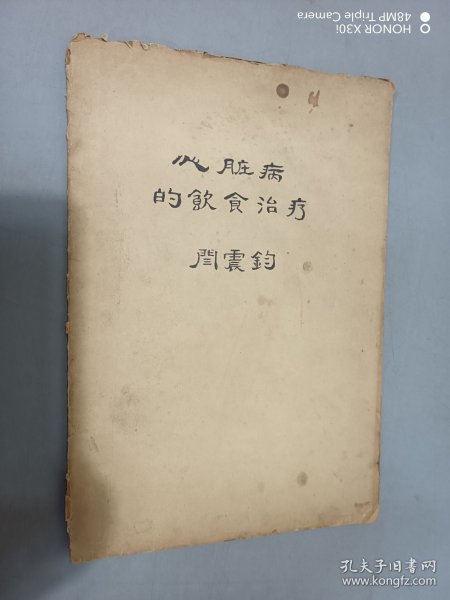 HONOR X30i
48MP Triple Camera
心脏病
的飲食治疗
閆震鈞
孔夫子旧书网
www.kongfz.com